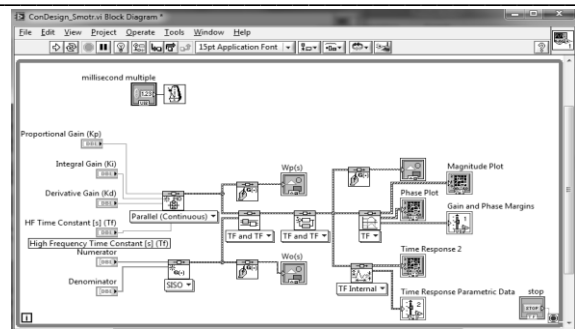 ConDesign_Smotr.vi Block Diagram *
File Edit View Project Operate Tools Window Help
15pt Application Font
millisecond multiple
Proportional Gain (Kp)
Integral Gain (Ki)
Derivative Gain (Kd)
HF Time Constant [s] (Tf)
High Frequency Time Constant [s] (Tf)
Numerator
Denominator
Parallel (Continuous)
SISO
Wp(s)
Wo(s)
TF and TF
TF and TF
TF
TF Internal
Magnitude Plot
Phase Plot
Gain and Phase Margins
Time Response 2
Time Response Parametric Data
stop
STOP